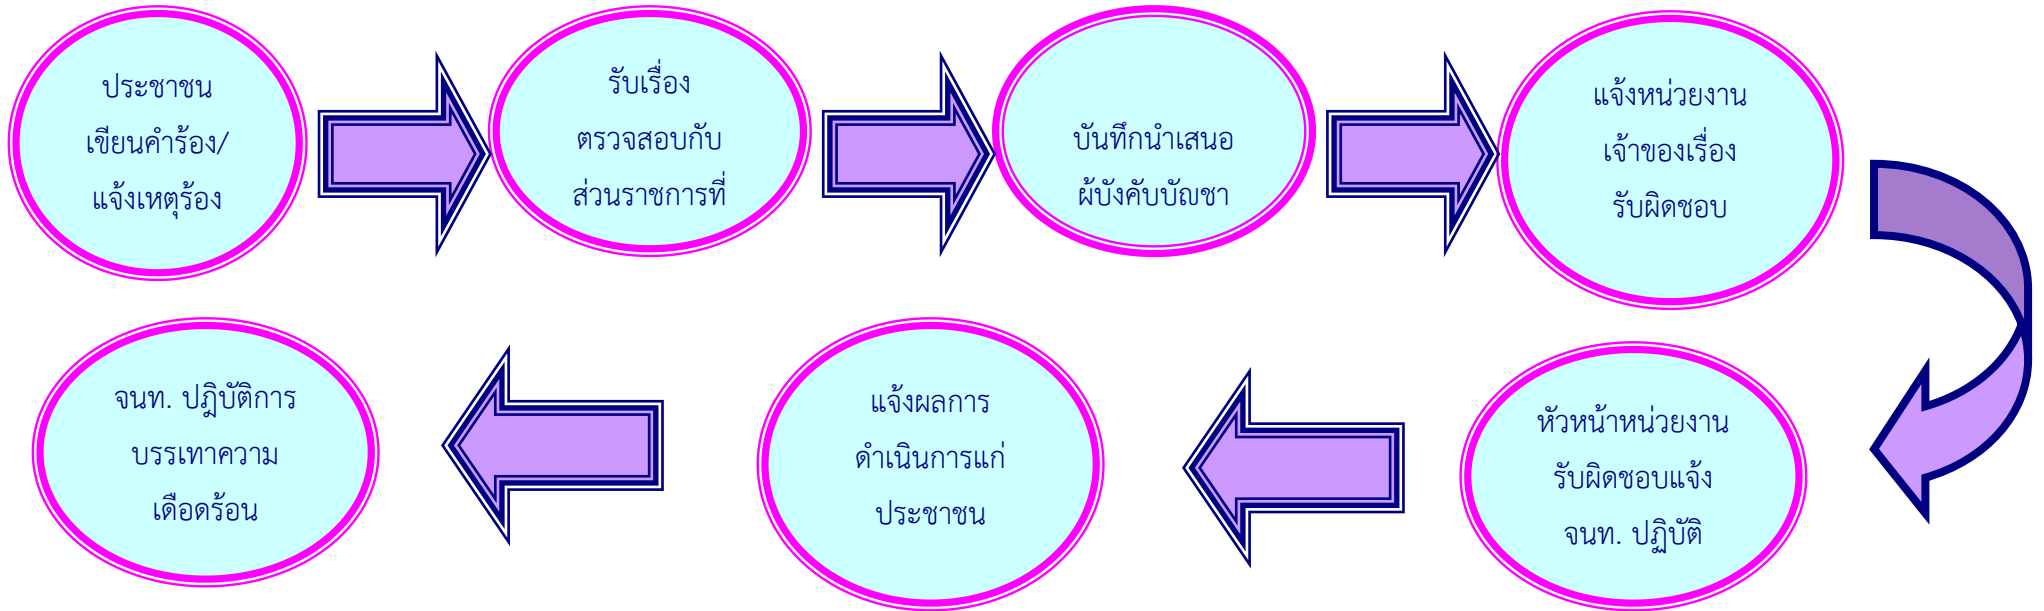 ประชาชน
เขียนคำร้อง/
แจ้งเหตุร้อง
รับเรื่อง
ตรวจสอบกับ
ส่วนราชการที่
บันทึกนำเสนอ
ผู้บังคับบัญชา
แจ้งหน่วยงาน
เจ้าของเรื่อง
รับผิดชอบ
หัวหน้าหน่วยงาน
รับผิดชอบแจ้ง
จนท. ปฏิบัติ
แจ้งผลการ
ดำเนินการแก่
ประชาชน
จนท. ปฎิบัติการ
บรรเทาความ
เดือดร้อน